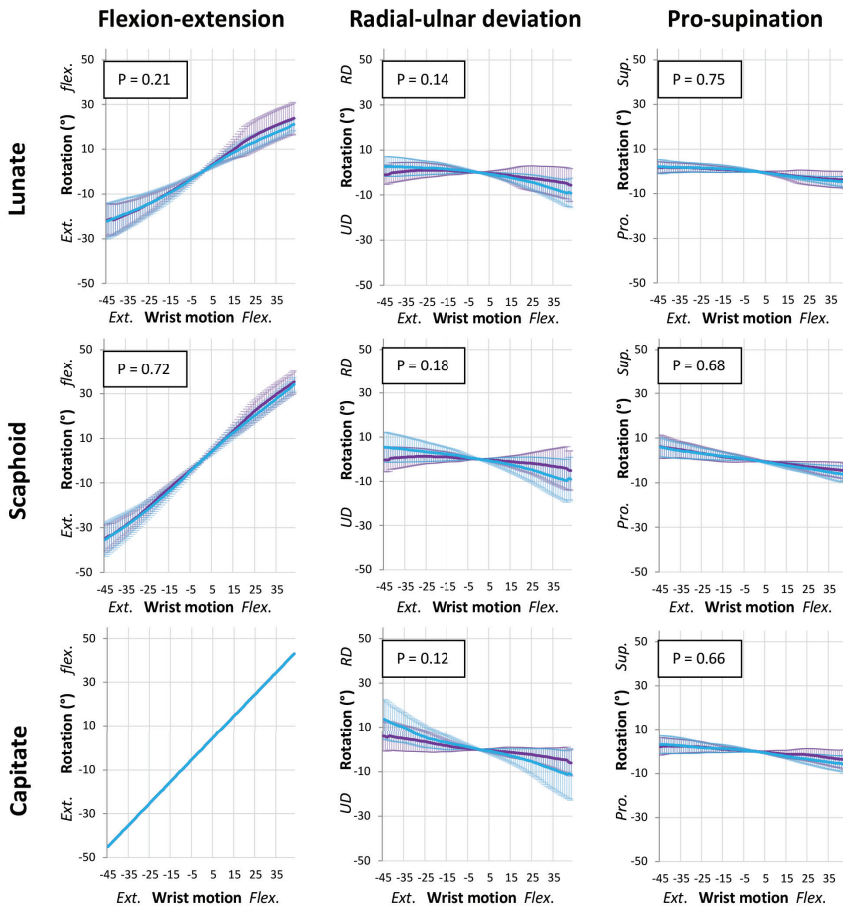 Flexion-extension Radial-ulnar deviation Pro-supination
Lunate
50 50 50
flex. RD Sup.
P = 0.21 P = 0.14 P = 0.75
30 30 30
Rotation (°) Rotation (°) Rotation (°)
10 10 10
-10 -10 -10
Ext. UD Pro.
-30 -30 -30
-50 -50 -50
-45 -35 -25 -15 -5 5 15 25 35 -45 -35 -25 -15 -5 5 15 25 35 -45 -35 -25 -15 -5 5 15 25 35
Ext. Wrist motion Flex. Ext. Wrist motion Flex. Ext. Wrist motion Flex.
Scaphoid
50 50 50
flex. RD Sup.
P = 0.72 P = 0.18 P = 0.68
30 30 30
Rotation (°) Rotation (°) Rotation (°)
10 10 10
-10 -10 -10
Ext. UD Pro.
-30 -30 -30
-50 -50 -50
-45 -35 -25 -15 -5 5 15 25 35 -45 -35 -25 -15 -5 5 15 25 35 -45 -35 -25 -15 -5 5 15 25 35
Ext. Wrist motion Flex. Ext. Wrist motion Flex. Ext. Wrist motion Flex.
Capitate
50 50 50
flex. RD Sup.
P = 0.12 P = 0.66
30 30 30
Rotation (°) Rotation (°) Rotation (°)
10 10 10
-10 -10 -10
Ext. UD Pro.
-30 -30 -30
-50 -50 -50
-45 -35 -25 -15 -5 5 15 25 35 -45 -35 -25 -15 -5 5 15 25 35 -45 -35 -25 -15 -5 5 15 25 35
Ext. Wrist motion Flex. Ext. Wrist motion Flex. Ext. Wrist motion Flex.